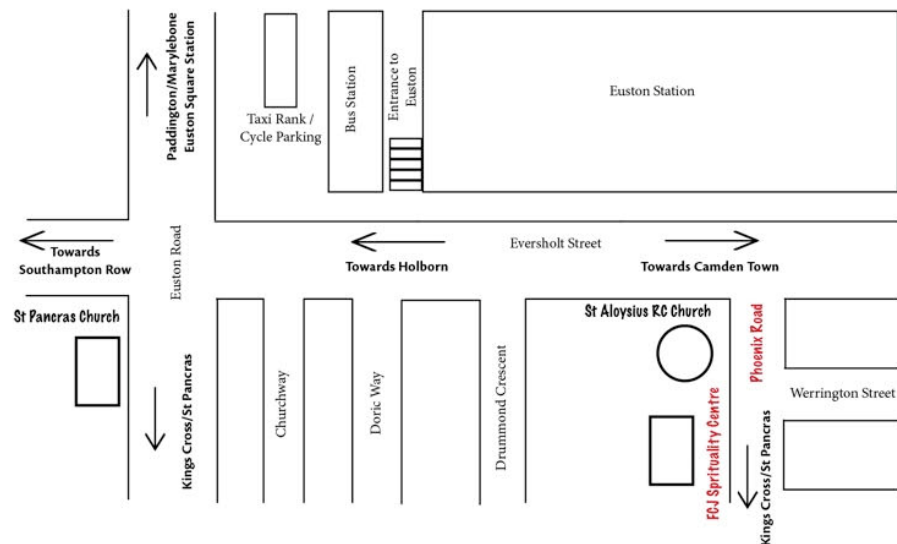 Paddington/Marylebone
Euston Square Station
Taxi Rank /
Cycle Parking
Bus Station
Entrance to
Euston
Euston Station
Towards
Southampton Row
Euston Road
Towards Holborn
Eversholt Street
Towards Camden Town
St Pancras Church
Kings Cross/St Pancras
Churchway
Doric Way
Drummond Crescent
St Aloysius RC Church
FCJ Sprituality Centre
Phoenix Road
Kings Cross/St Pancras
Werrington Street